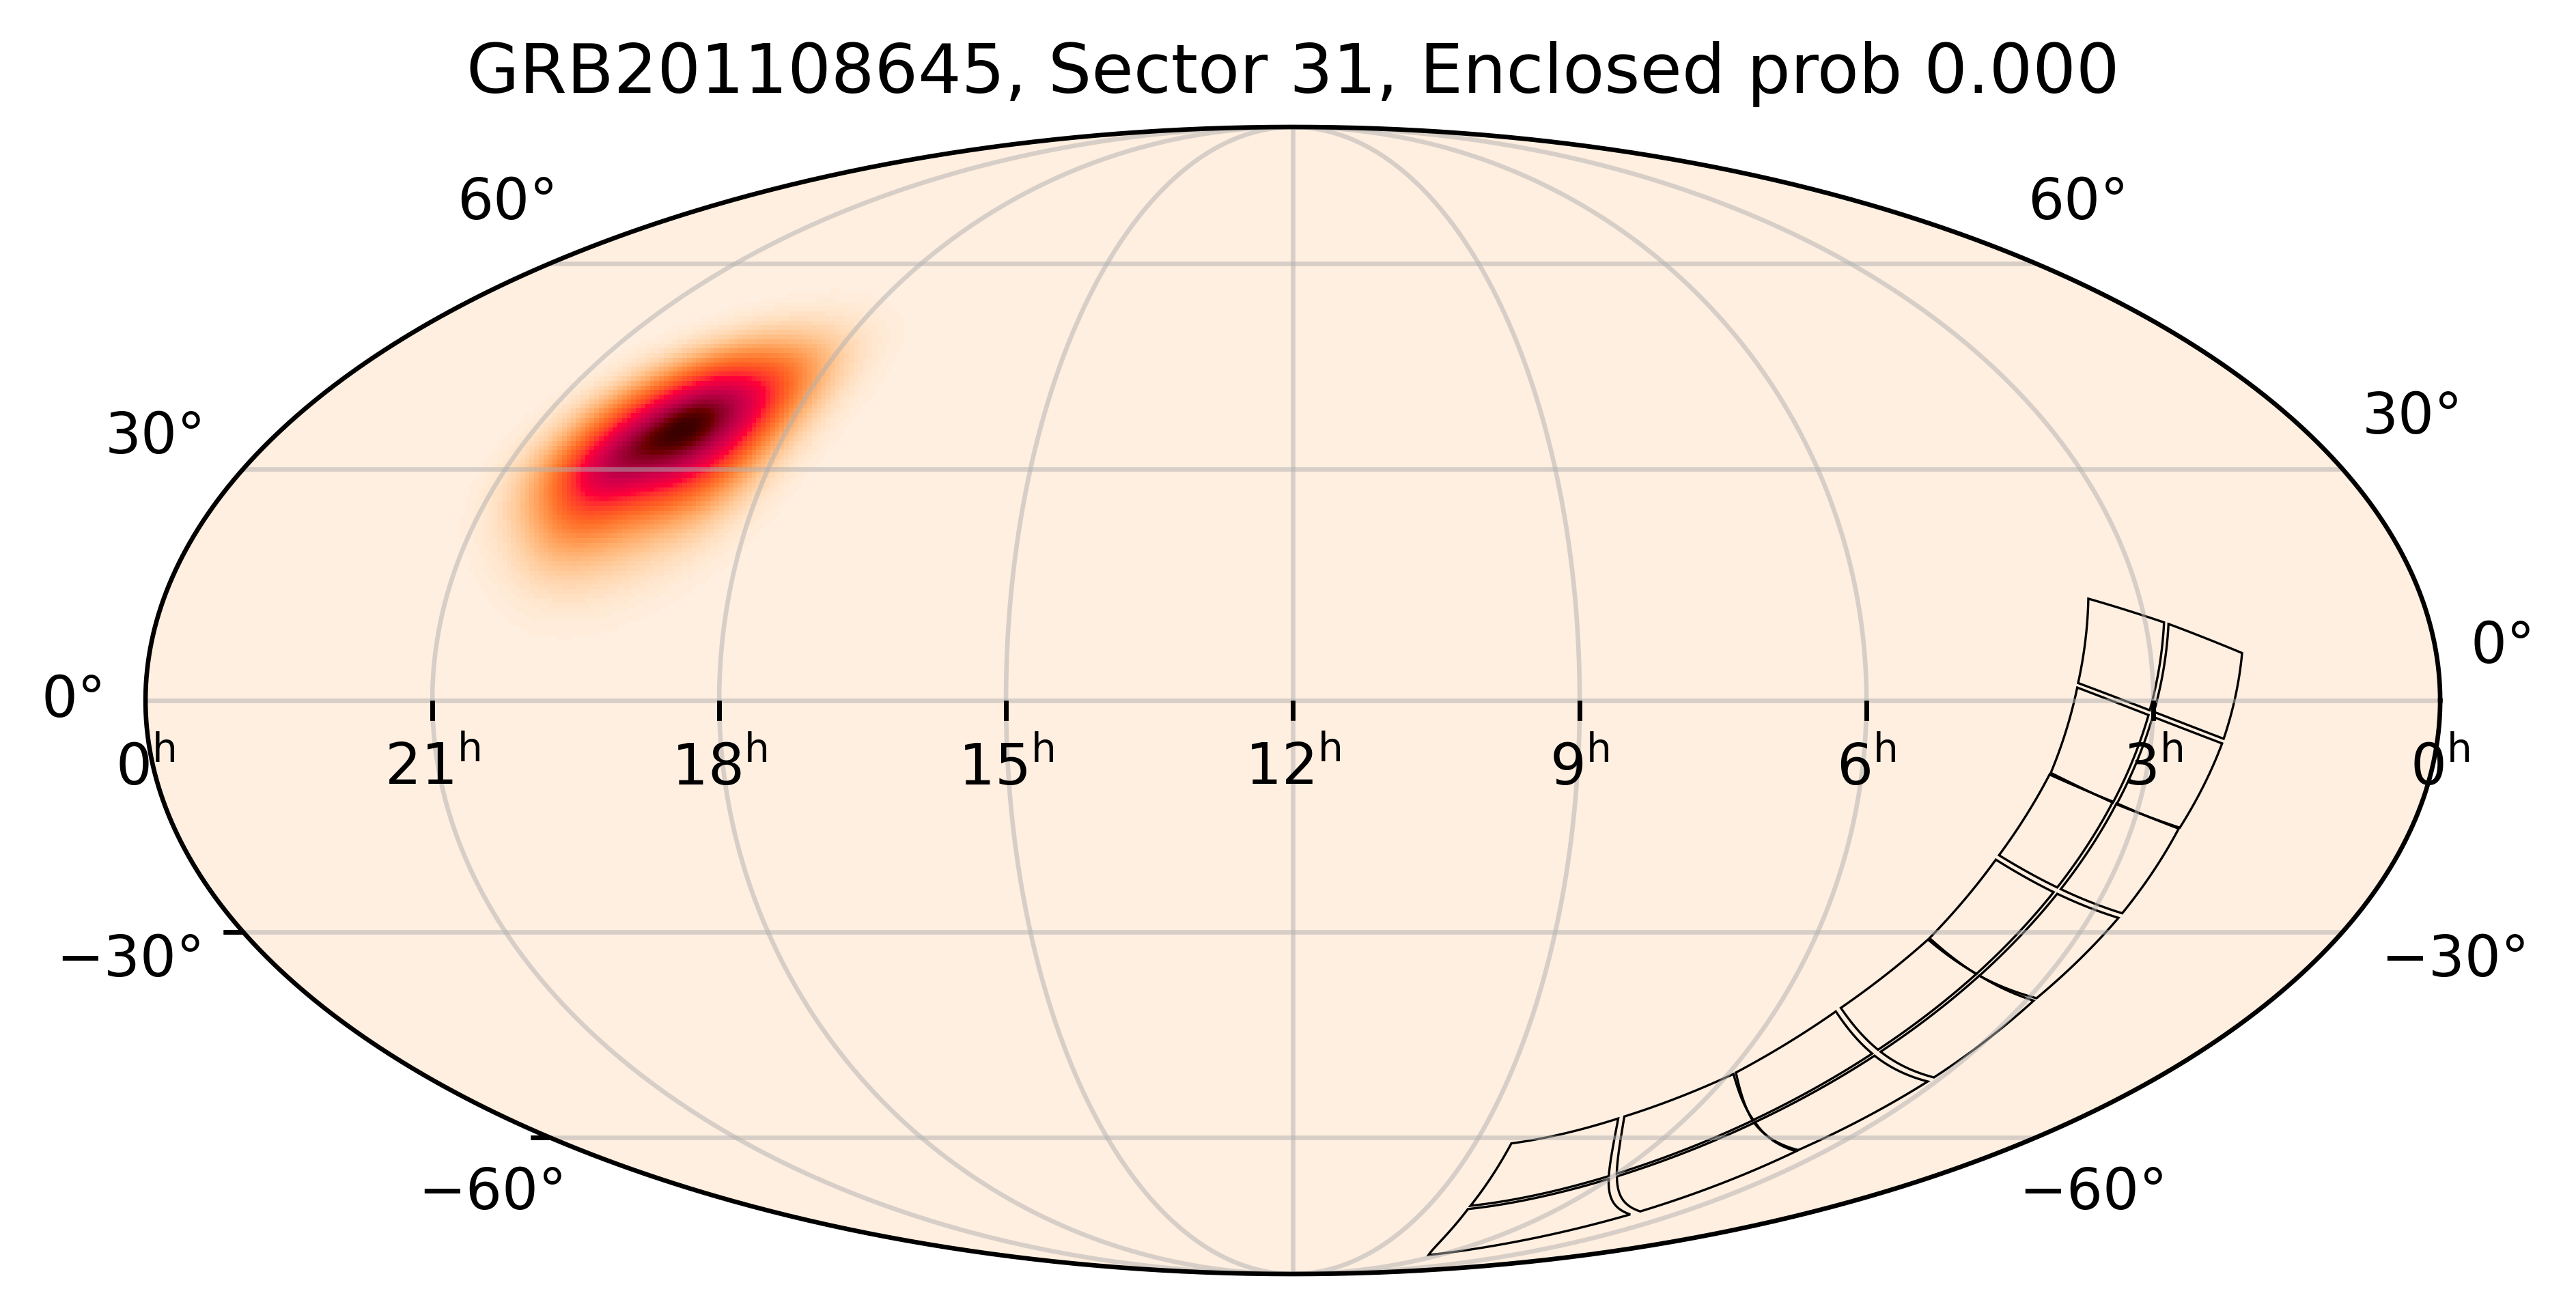 GRB201108645, Sector 31, Enclosed prob 0.000
60° 60°
30° 30°
0° 0°
0h 21h 18h 15h 12h 9h 6h 3h 0h
−30° −30°
−60° −60°